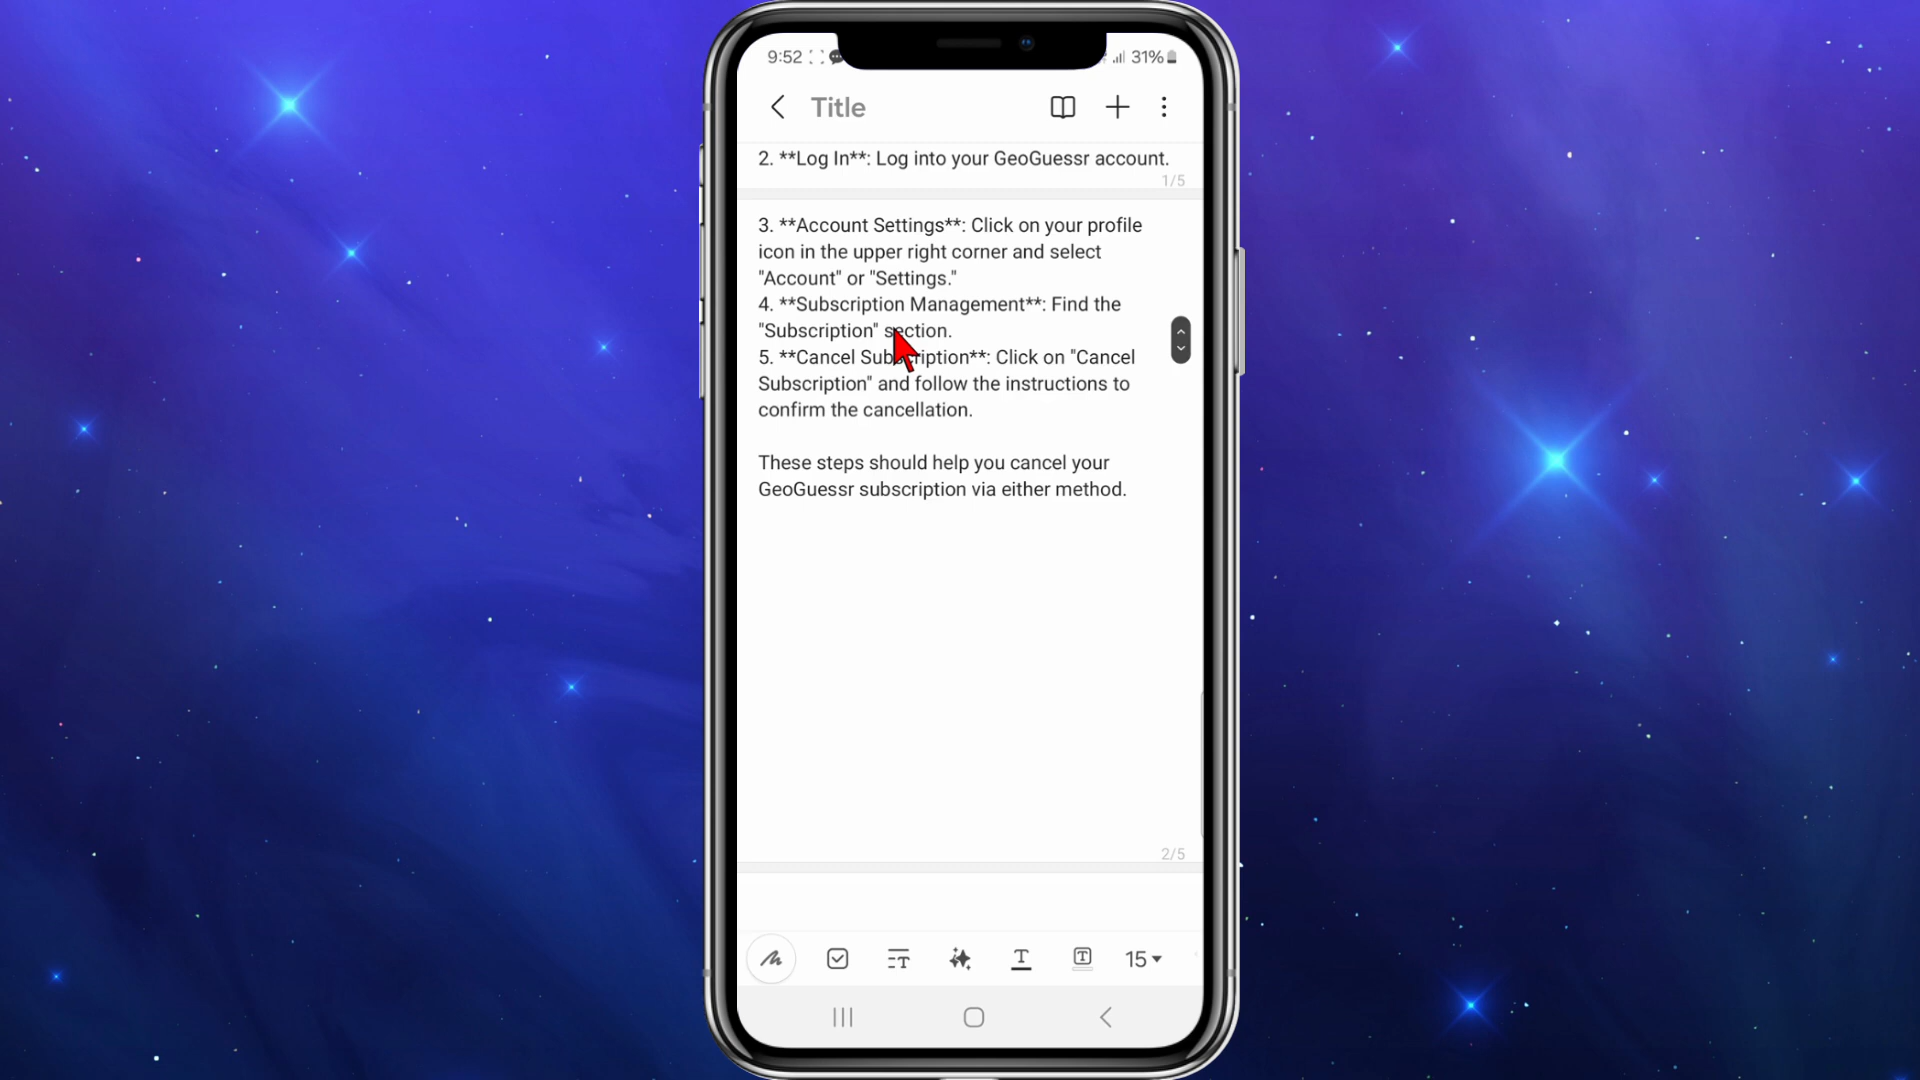 9:52
31%
Title
2. **Log In**: Log into your GeoGuessr account.
1/5
3. **Account Settings**: Click on your profile
icon in the upper right corner and select
"Account" or "Settings."
4. **Subscription Management**: Find the
"Subscription" section.
5. **Cancel Subscription**: Click on "Cancel
Subscription" and follow the instructions to
confirm the cancellation.
These steps should help you cancel your
GeoGuessr subscription via either method.
2/5
15